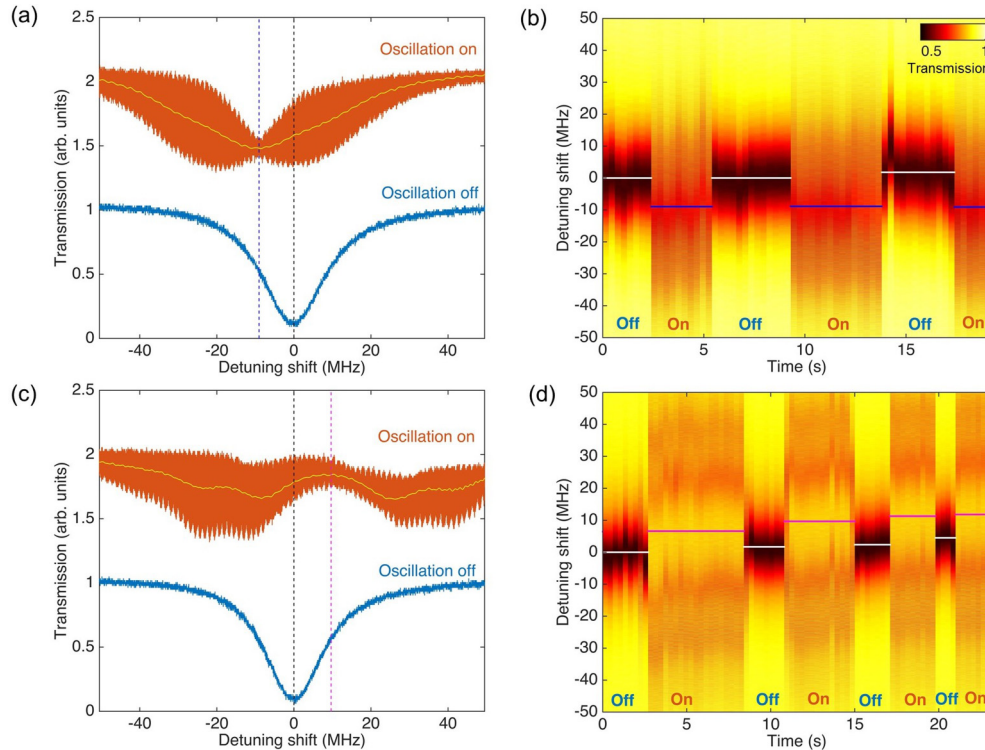 (a)
2.5
2
1.5
1
0.5
0
Transmission (arb. units)
Oscillation on
Oscillation off
-40 -20 0 20 40
Detuning shift (MHz)
(b)
50
40
30
20
10
0
-10
-20
-30
-40
-50
Detuning shift (MHz)
0.5 1
Transmission
Off On Off On Off On
0 5 10 15
Time (s)
(c)
2.5
2
1.5
1
0.5
0
Transmission (arb. units)
Oscillation on
Oscillation off
-40 -20 0 20 40
Detuning shift (MHz)
(d)
50
40
30
20
10
0
-10
-20
-30
-40
-50
Detuning shift (MHz)
Off On Off On Off On Off On
0 5 10 15 20
Time (s)